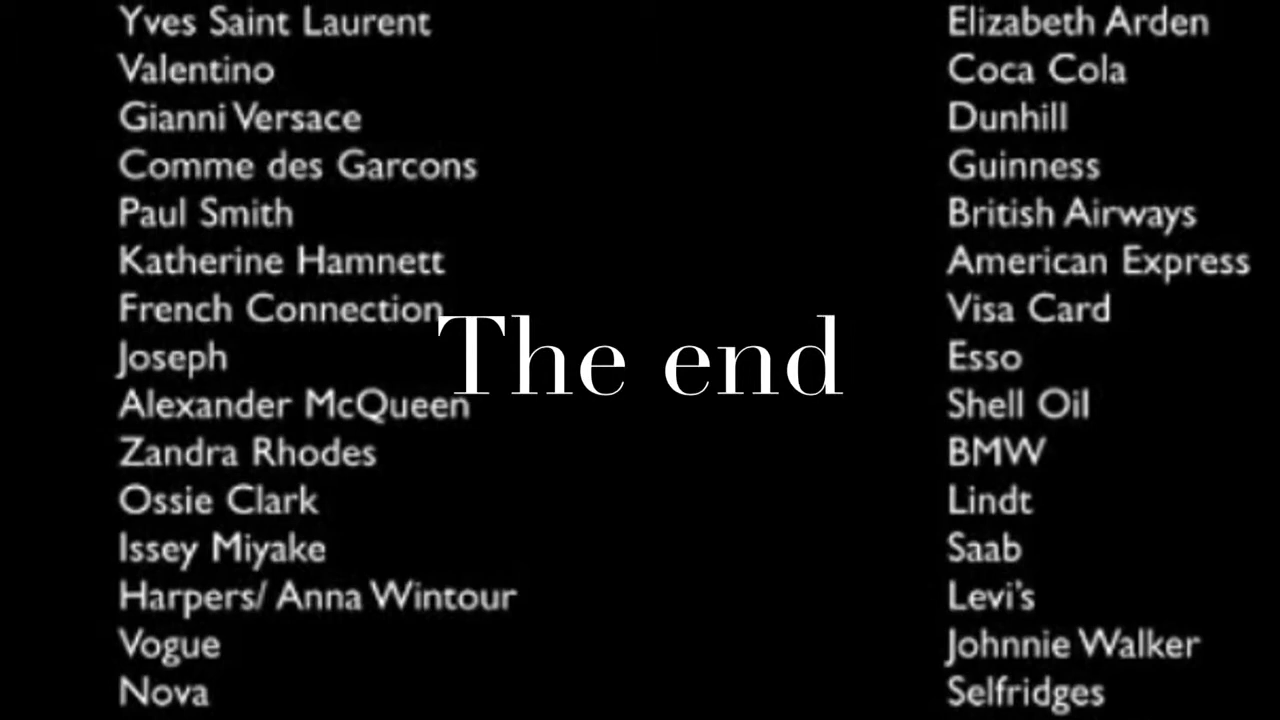 Yves Saint Laurent
Valentino
Gianni Versace
Comme des Garcons
Paul Smith
Katherine Hamnett
French Connection
Joseph
Alexander McQueen
Zandra Rhodes
Ossie Clark
Issey Miyake
Harpers/ Anna Wintour
Vogue
Nova
The end
Elizabeth Arden
Coca Cola
Dunhill
Guinness
British Airways
American Express
Visa Card
Esso
Shell Oil
BMW
Lindt
Saab
Levi's
Johnnie Walker
Selfridges